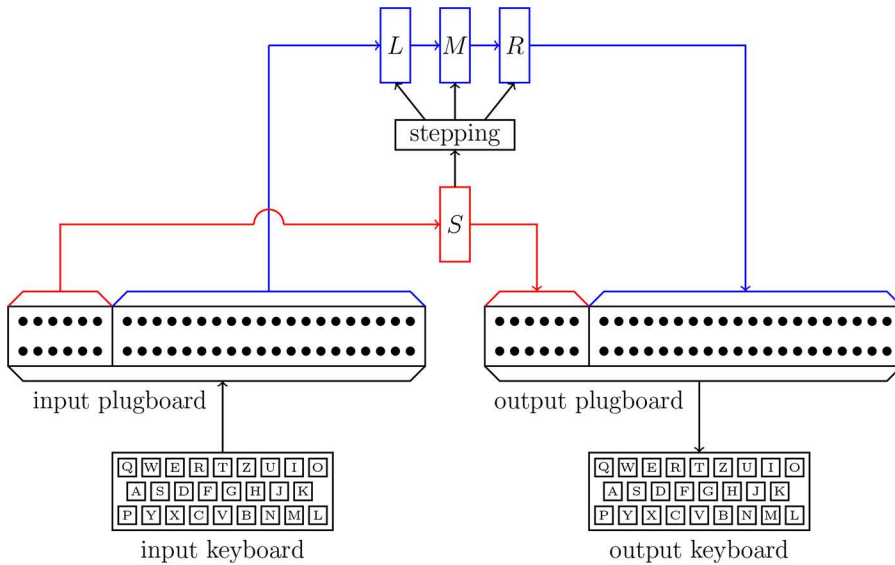 L M R
stepping
S
input plugboard
output plugboard
Q W E R T Z U I O
A S D F G H J K
P Y X C V B N M L
input keyboard
Q W E R T Z U I O
A S D F G H J K
P Y X C V B N M L
output keyboard